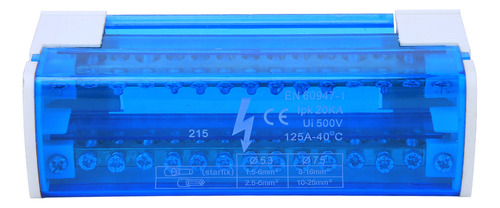 EN 60947-1
Ipk 20KA
CE
Ui 500V
215
125A-40°C
Ø 5.3 Ø 7.5
(starfix) 1.5-6mm² 6-16mm²
2.5-6mm² 10-25mm²